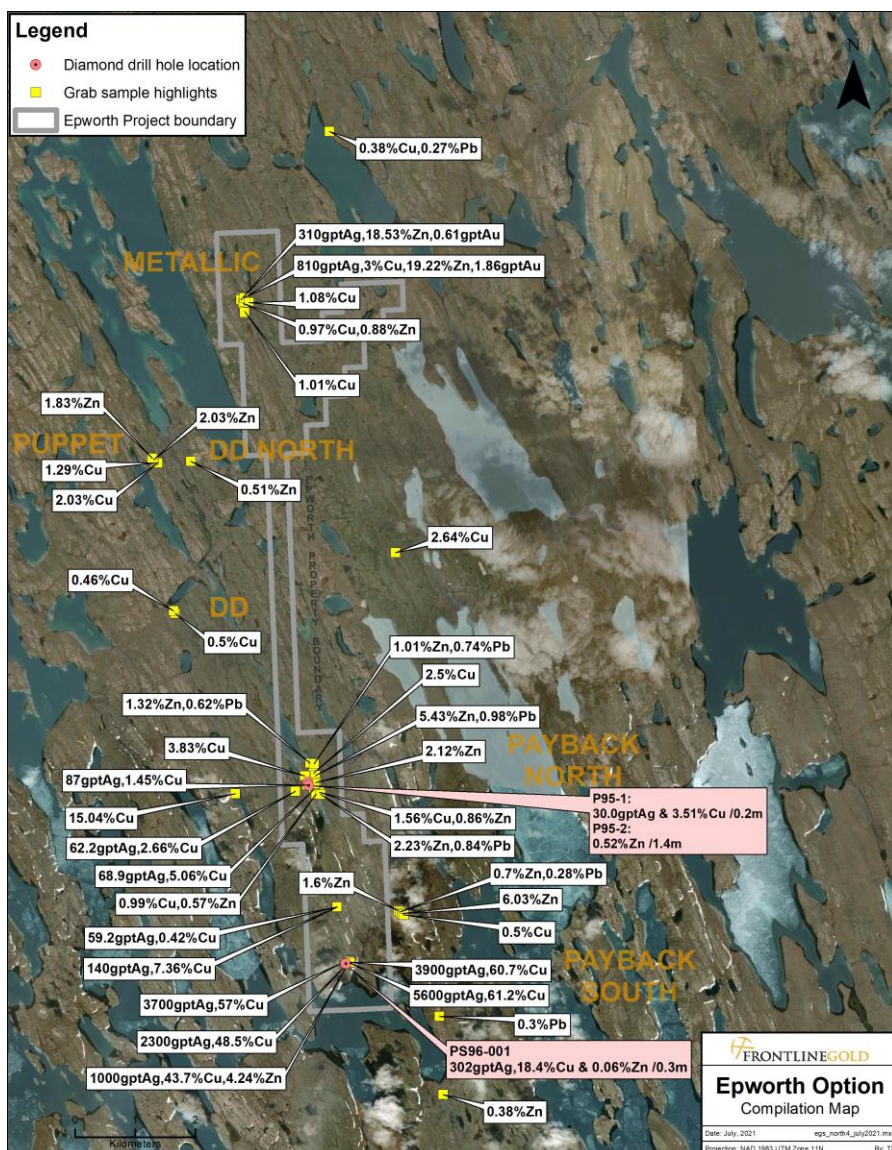 Legend
Diamond drill hole location
Grab sample highlights
Epworth Project boundary
N
0.38%Cu,0.27%Pb
310gptAg,18.53%Zn,0.61gptAu
METALLIC
810gptAg,3%Cu,19.22%Zn,1.86gptAu
1.08%Cu
0.97%Cu,0.88%Zn
1.01%Cu
1.83%Zn
2.03%Zn
PUPPET
DD NORTH
1.29%Cu
0.51%Zn
2.03%Cu
EPWORTH PROPERTY BOUNDARY
2.64%Cu
0.46%Cu
DD
0.5%Cu
1.01%Zn,0.74%Pb
2.5%Cu
1.32%Zn,0.62%Pb
5.43%Zn,0.98%Pb
3.83%Cu
2.12%Zn
PAYBACK
NORTH
87gptAg,1.45%Cu
15.04%Cu
P95-1:
30.0gptAg & 3.51%Cu /0.2m
P95-2:
0.52%Zn /1.4m
1.56%Cu,0.86%Zn
62.2gptAg,2.66%Cu
2.23%Zn,0.84%Pb
68.9gptAg,5.06%Cu
1.6%Zn
0.7%Zn,0.28%Pb
0.99%Cu,0.57%Zn
6.03%Zn
59.2gptAg,0.42%Cu
0.5%Cu
140gptAg,7.36%Cu
PAYBACK
SOUTH
3900gptAg,60.7%Cu
3700gptAg,57%Cu
5600gptAg,61.2%Cu
2300gptAg,48.5%Cu
0.3%Pb
1000gptAg,43.7%Cu,4.24%Zn
PS96-001
302gptAg,18.4%Cu & 0.06%Zn /0.3m
0.38%Zn
0 1 2
Kilometers
FRONTLINEGOLD
Epworth Option
Compilation Map
Date: July, 2021 egs_north4_july2021.mx
Projection: NAD 1983 UTM Zone 11N By: T